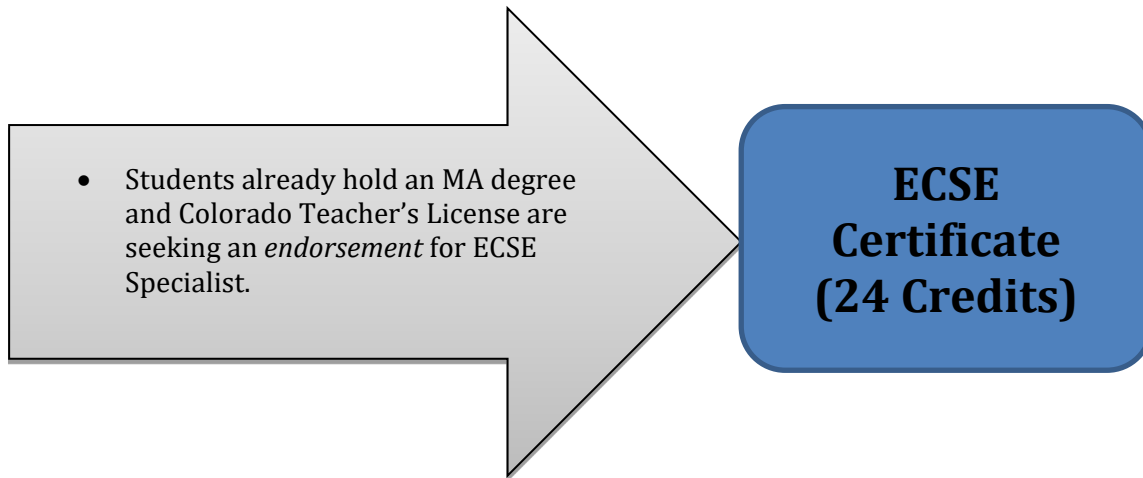 • Students already hold an MA degree
and Colorado Teacher’s License are
seeking an endorsement for ECSE
Specialist.
ECSE
Certificate
(24 Credits)